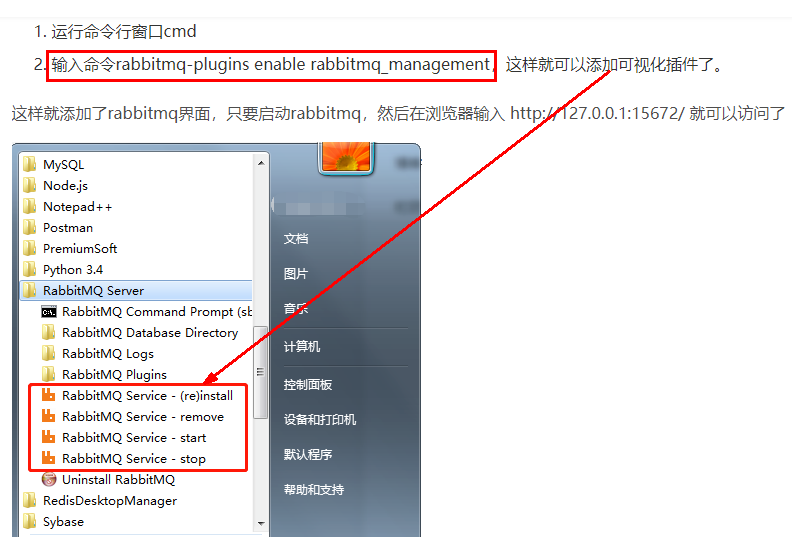 1. 运行命令行窗口cmd
2. 输入命令rabbitmq-plugins enable rabbitmq_management，这样就可以添加可视化插件了。
这样就添加了rabbitmq界面，只要启动rabbitmq，然后在浏览器输入 http://127.0.0.1:15672/ 就可以访问了
MySQL
Node.js
Notepad++
Postman
PremiumSoft
Python 3.4
RabbitMQ Server
RabbitMQ Command Prompt (sb
RabbitMQ Database Directory
RabbitMQ Logs
RabbitMQ Plugins
RabbitMQ Service - (re)install
RabbitMQ Service - remove
RabbitMQ Service - start
RabbitMQ Service - stop
Uninstall RabbitMQ
RedisDesktopManager
Sybase
文档
图片
音乐
计算机
控制面板
设备和打印机
默认程序
帮助和支持